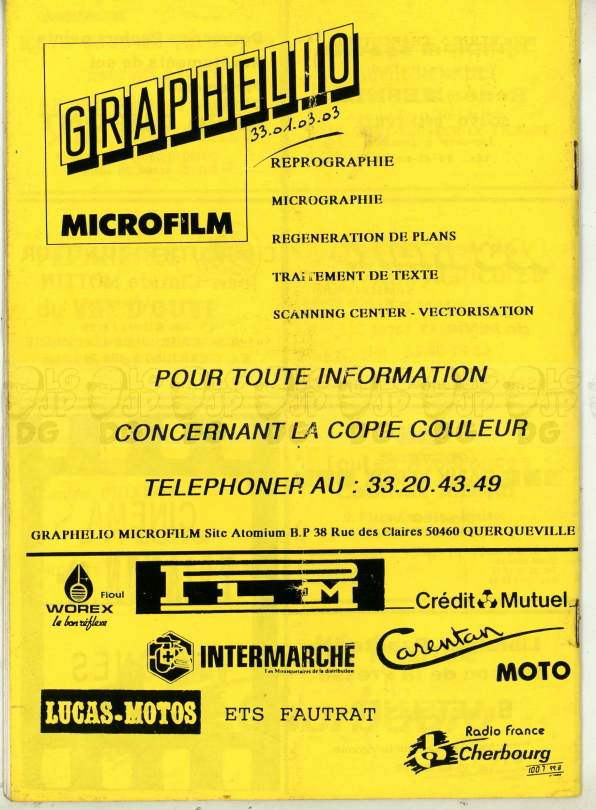 GRAPHELIO
33.01.03.03
MICROFILM
REPROGRAPHIE
MICROGRAPHIE
REGENERATION DE PLANS
TRAITEMENT DE TEXTE
SCANNING CENTER - VECTORISATION
POUR TOUTE INFORMATION
CONCERNANT LA COPIE COULEUR
TELEPHONER AU : 33.20.43.49
GRAPHELIO MICROFILM Site Atomium B.P 38 Rue des Claires 50460 QUERQUEVILLE
Fioul
WOREX
le bon réflexe
PLM
Crédit Mutuel
INTERMARCHE
Les Mousquetaires de la distribution
Carentan
MOTO
LUCAS-MOTOS
ETS FAUTRAT
Radio France
Cherbourg
100.7 99.8